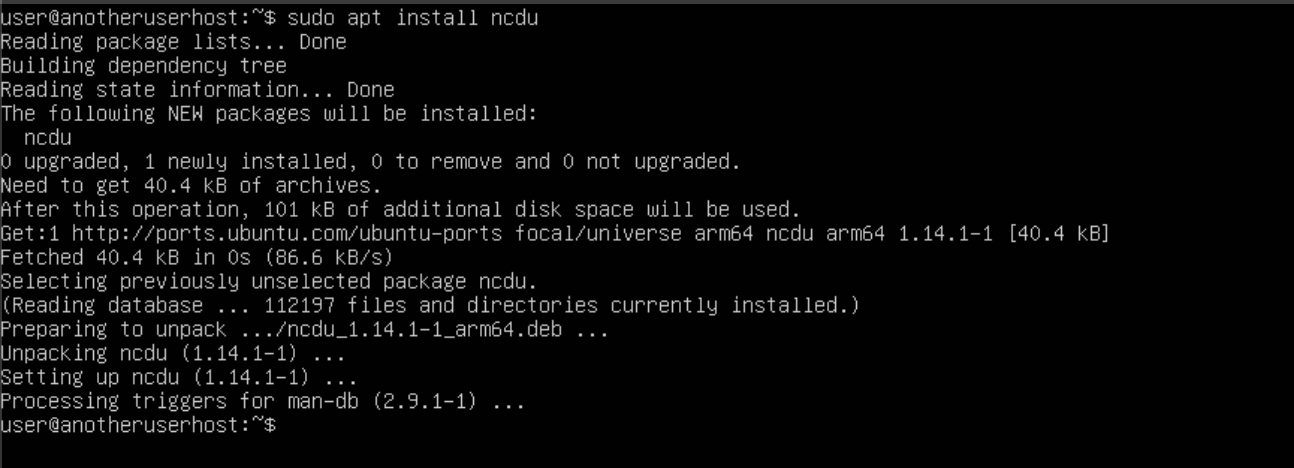 user@anotheruserhost:~$ sudo apt install ncdu
Reading package lists... Done
Building dependency tree
Reading state information... Done
The following NEW packages will be installed:
  ncdu
0 upgraded, 1 newly installed, 0 to remove and 0 not upgraded.
Need to get 40.4 kB of archives.
After this operation, 101 kB of additional disk space will be used.
Get:1 http://ports.ubuntu.com/ubuntu-ports focal/universe arm64 ncdu arm64 1.14.1-1 [40.4 kB]
Fetched 40.4 kB in 0s (86.6 kB/s)
Selecting previously unselected package ncdu.
(Reading database ... 112197 files and directories currently installed.)
Preparing to unpack .../ncdu_1.14.1-1_arm64.deb ...
Unpacking ncdu (1.14.1-1) ...
Setting up ncdu (1.14.1-1) ...
Processing triggers for man-db (2.9.1-1) ...
user@anotheruserhost:~$